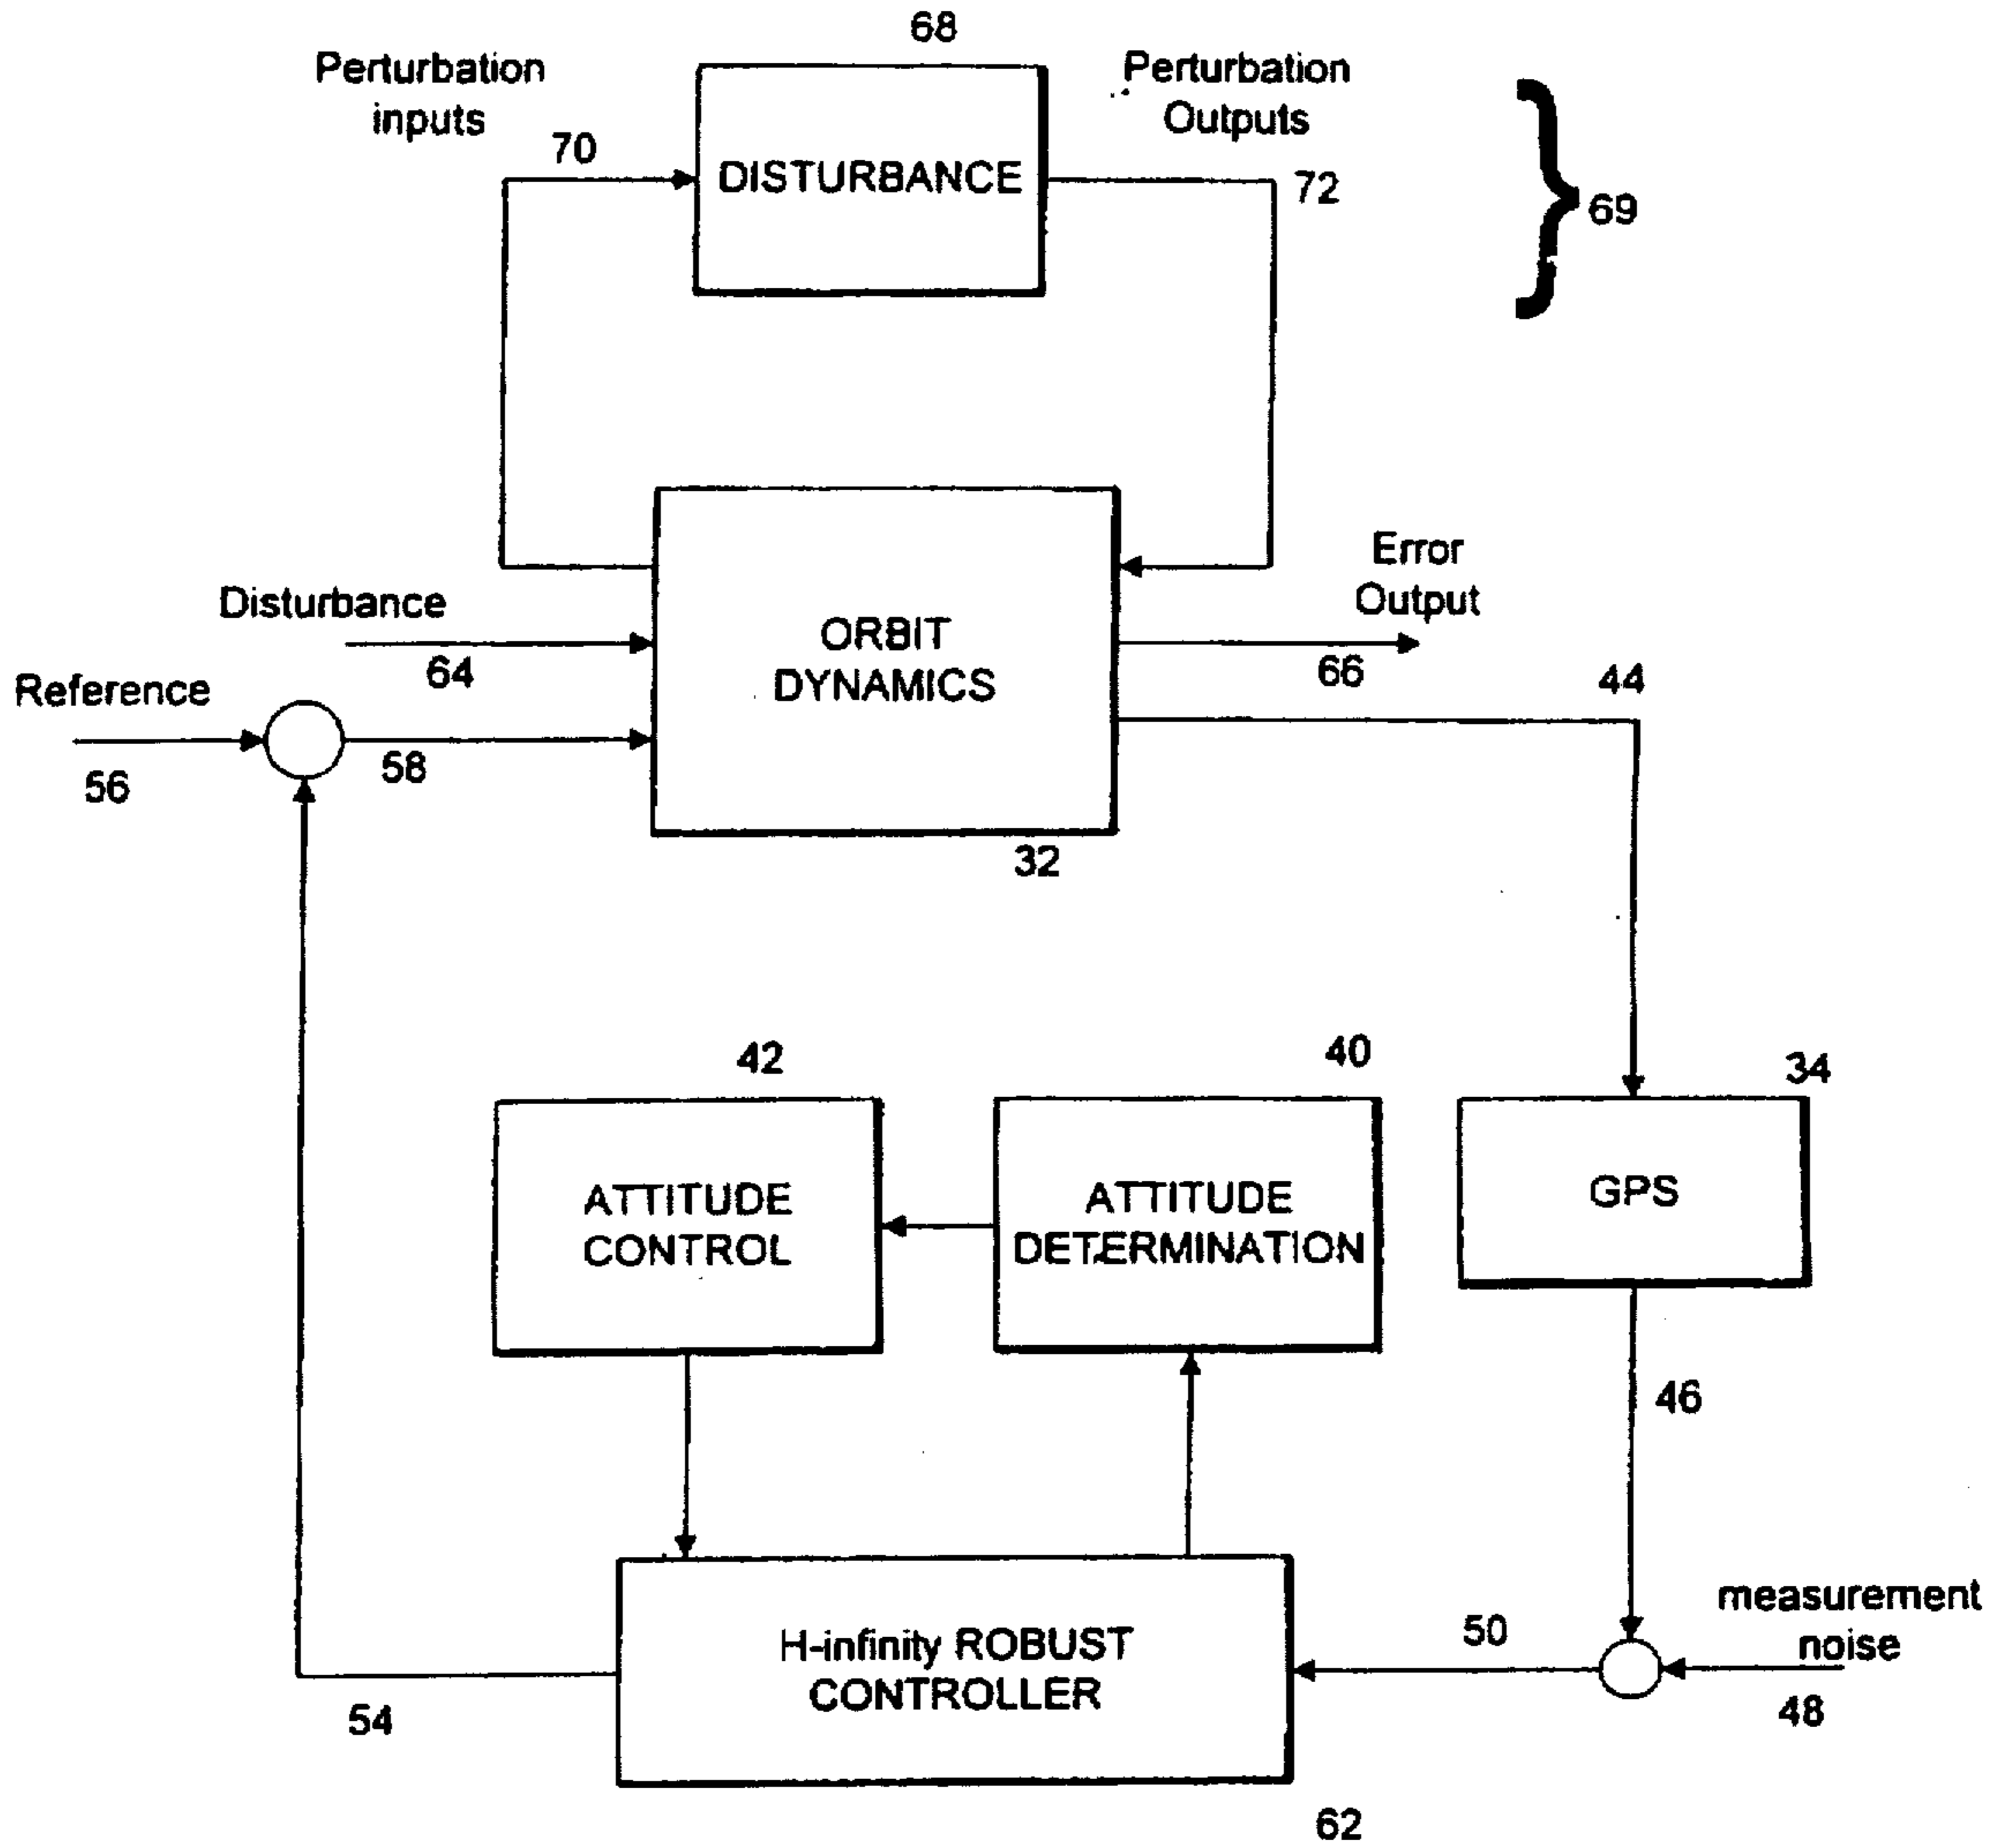 68
Perturbation
inputs
Perturbation
Outputs
70
DISTURBANCE
72
69
Error
Output
Disturbance
ORBIT
DYNAMICS
64
66
44
Reference
56
58
32
42
40
34
ATTITUDE
CONTROL
ATTITUDE
DETERMINATION
GPS
46
measurement
noise
50
H-infinity ROBUST
CONTROLLER
54
48
62